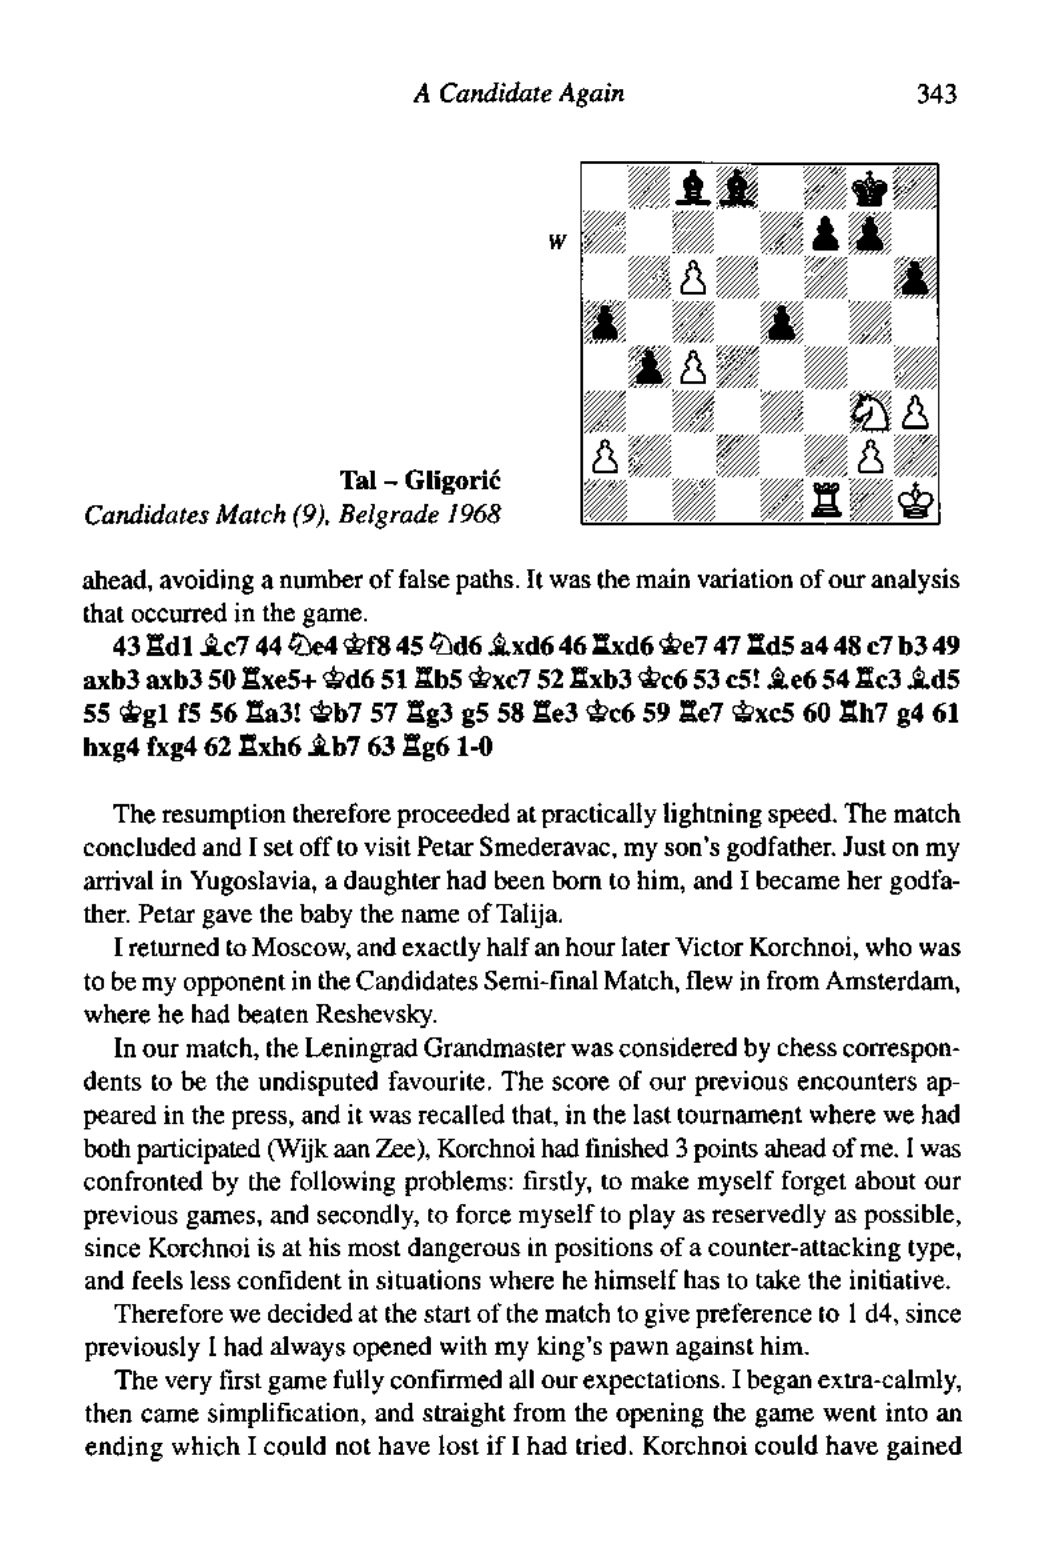 A Candidate Again 343
W
Tal – Gligorić
Candidates Match (9), Belgrade 1968
ahead, avoiding a number of false paths. It was the main variation of our analysis
that occurred in the game.
43 ♖d1 ♗c7 44 ♘e4 ♔f8 45 ♘d6 ♗xd6 46 ♖xd6 ♔e7 47 ♖d5 a4 48 c7 b3 49
axb3 axb3 50 ♖xe5+ ♔d6 51 ♖b5 ♔xc7 52 ♖xb3 ♔c6 53 c5! ♗e6 54 ♖c3 ♗d5
55 ♔g1 f5 56 ♖a3! ♔b7 57 ♖g3 g5 58 ♖e3 ♔c6 59 ♖e7 ♔xc5 60 ♖h7 g4 61
hxg4 fxg4 62 ♖xh6 ♗b7 63 ♖g6 1-0
The resumption therefore proceeded at practically lightning speed. The match
concluded and I set off to visit Petar Smederavac, my son's godfather. Just on my
arrival in Yugoslavia, a daughter had been born to him, and I became her godfa-
ther. Petar gave the baby the name of Talija.
I returned to Moscow, and exactly half an hour later Victor Korchnoi, who was
to be my opponent in the Candidates Semi-final Match, flew in from Amsterdam,
where he had beaten Reshevsky.
In our match, the Leningrad Grandmaster was considered by chess correspon-
dents to be the undisputed favourite. The score of our previous encounters ap-
peared in the press, and it was recalled that, in the last tournament where we had
both participated (Wijk aan Zee), Korchnoi had finished 3 points ahead of me. I was
confronted by the following problems: firstly, to make myself forget about our
previous games, and secondly, to force myself to play as reservedly as possible,
since Korchnoi is at his most dangerous in positions of a counter-attacking type,
and feels less confident in situations where he himself has to take the initiative.
Therefore we decided at the start of the match to give preference to 1 d4, since
previously I had always opened with my king's pawn against him.
The very first game fully confirmed all our expectations. I began extra-calmly,
then came simplification, and straight from the opening the game went into an
ending which I could not have lost if I had tried. Korchnoi could have gained